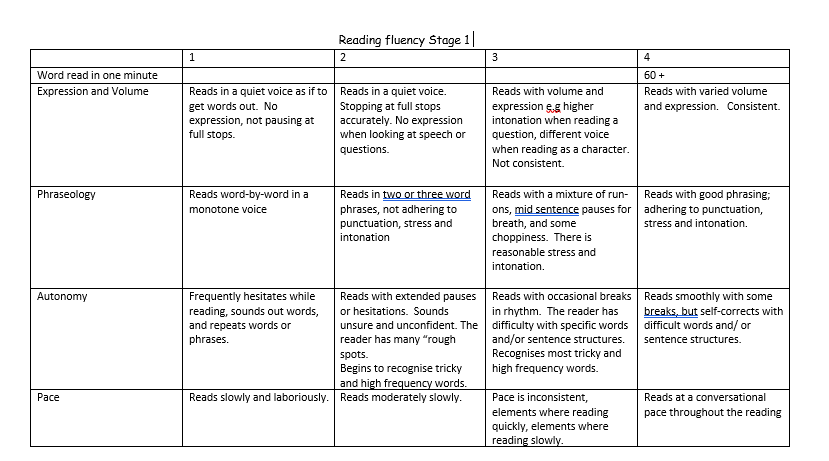 Reading fluency Stage 1
1 2 3 4
Word read in one minute 60 +
Expression and Volume
Reads in a quiet voice as if to
get words out.  No
expression, not pausing at
full stops.
Reads in a quiet voice.
Stopping at full stops
accurately. No expression
when looking at speech or
questions.
Reads with volume and
expression e.g higher
intonation when reading a
question, different voice
when reading as a character.
Not consistent.
Reads with varied volume
and expression.   Consistent.
Phraseology
Reads word-by-word in a
monotone voice
Reads in two or three word
phrases, not adhering to
punctuation, stress and
intonation
Reads with a mixture of run-
ons, mid sentence pauses for
breath, and some
choppiness.  There is
reasonable stress and
intonation.
Reads with good phrasing;
adhering to punctuation,
stress and intonation.
Autonomy
Frequently hesitates while
reading, sounds out words,
and repeats words or
phrases.
Reads with extended pauses
or hesitations.  Sounds
unsure and unconfident. The
reader has many “rough
spots.
Begins to recognise tricky
and high frequency words.
Reads with occasional breaks
in rhythm.  The reader has
difficulty with specific words
and/or sentence structures.
Recognises most tricky and
high frequency words.
Reads smoothly with some
breaks, but self-corrects with
difficult words and/ or
sentence structures.
Pace
Reads slowly and laboriously.
Reads moderately slowly.
Pace is inconsistent,
elements where reading
quickly, elements where
reading slowly.
Reads at a conversational
pace throughout the reading